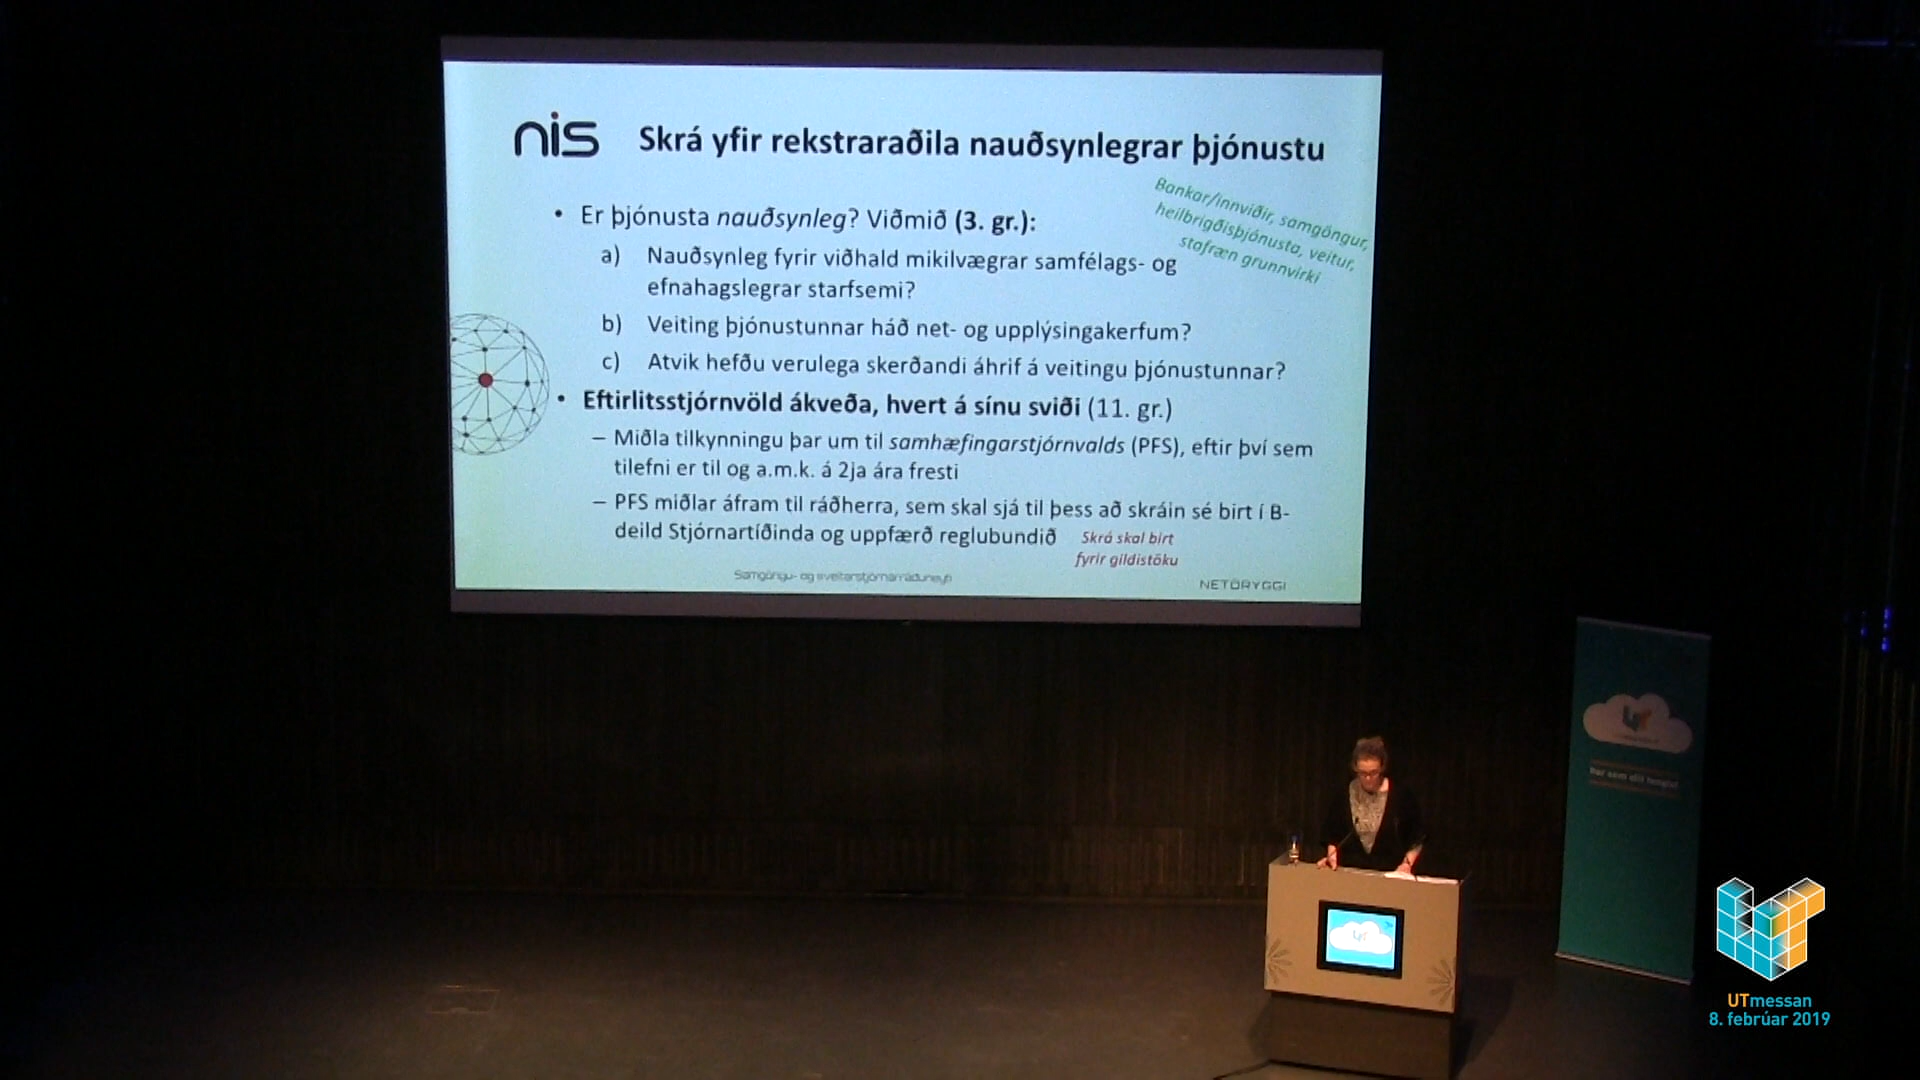 nis
Skrá yfir rekstraraðila nauðsynlegrar þjónustu
Bankar/innviðir, samgöngur,
heilbrigðisþjónusta, veitur,
stafræn grunnvirki
• Er þjónusta nauðsynleg? Viðmið (3. gr.):
a) Nauðsynleg fyrir viðhald mikilvægrar samfélags- og
efnahagslegrar starfsemi?
b) Veiting þjónustunnar háð net- og upplýsingakerfum?
c) Atvik hefðu verulega skerðandi áhrif á veitingu þjónustunnar?
• Eftirlitsstjórnvöld ákveða, hvert á sínu sviði (11. gr.)
– Miðla tilkynningu þar um til samhæfingarstjórnvalds (PFS), eftir því sem
tilefni er til og a.m.k. á 2ja ára fresti
– PFS miðlar áfram til ráðherra, sem skal sjá til þess að skráin sé birt í B-
deild Stjórnartíðinda og uppfærð reglubundið
Skrá skal birt
fyrir gildistöku
Samgöngu- og sveitarstjórnarráðuneyti
NETÖRYGGI
UTmessan
8. febrúar 2019